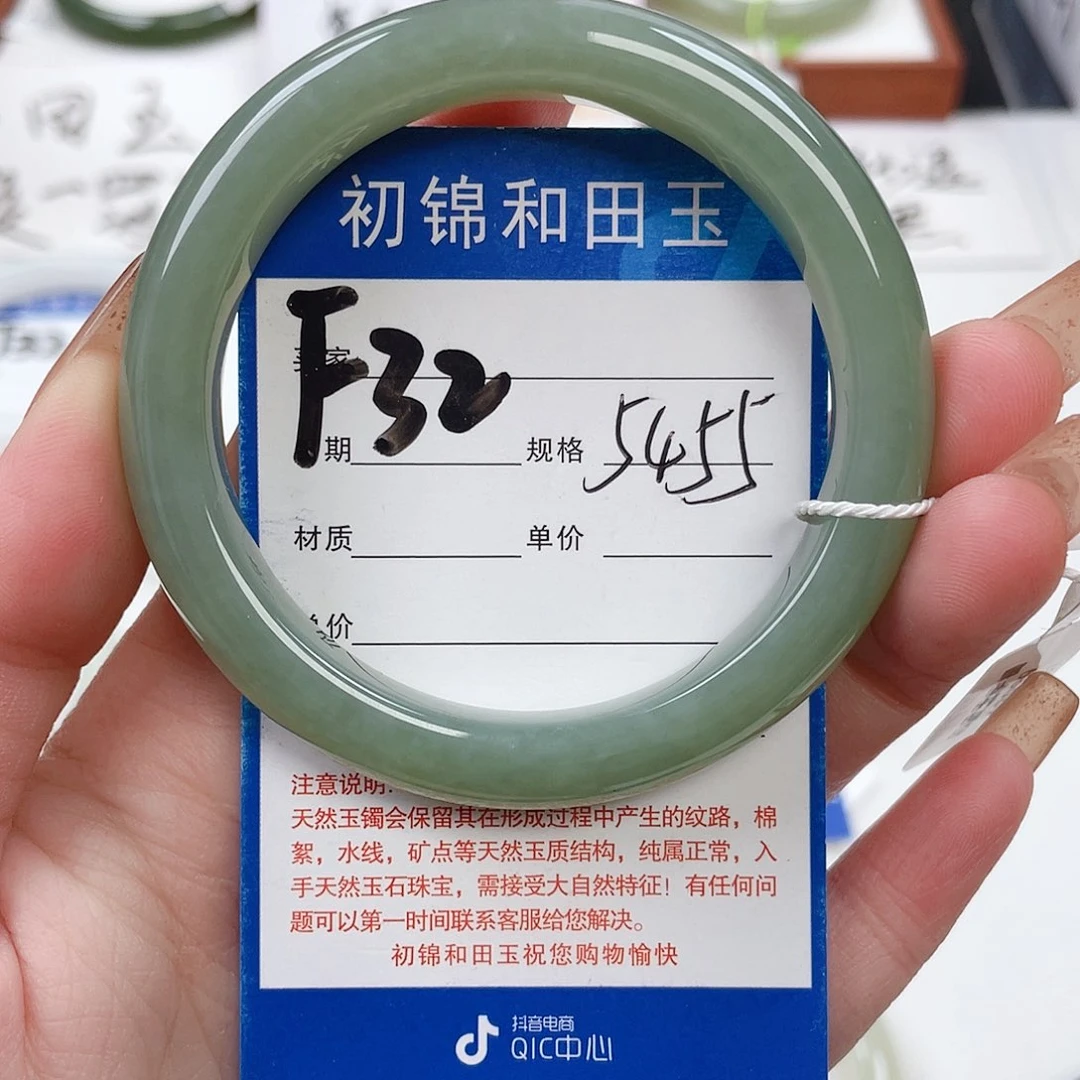 田玉
初锦和田玉
F32
期 规格 5455
材质 单价
价
注意说明:
天然玉镯会保留其在形成过程中产生的纹路，棉
絮，水线，矿点等天然玉质结构，纯属正常，入
手天然玉石珠宝，需接受大自然特征！有任何问
题可以第一时间联系客服给您解决。
初锦和田玉祝您购物愉快
抖音电商
QIC中心